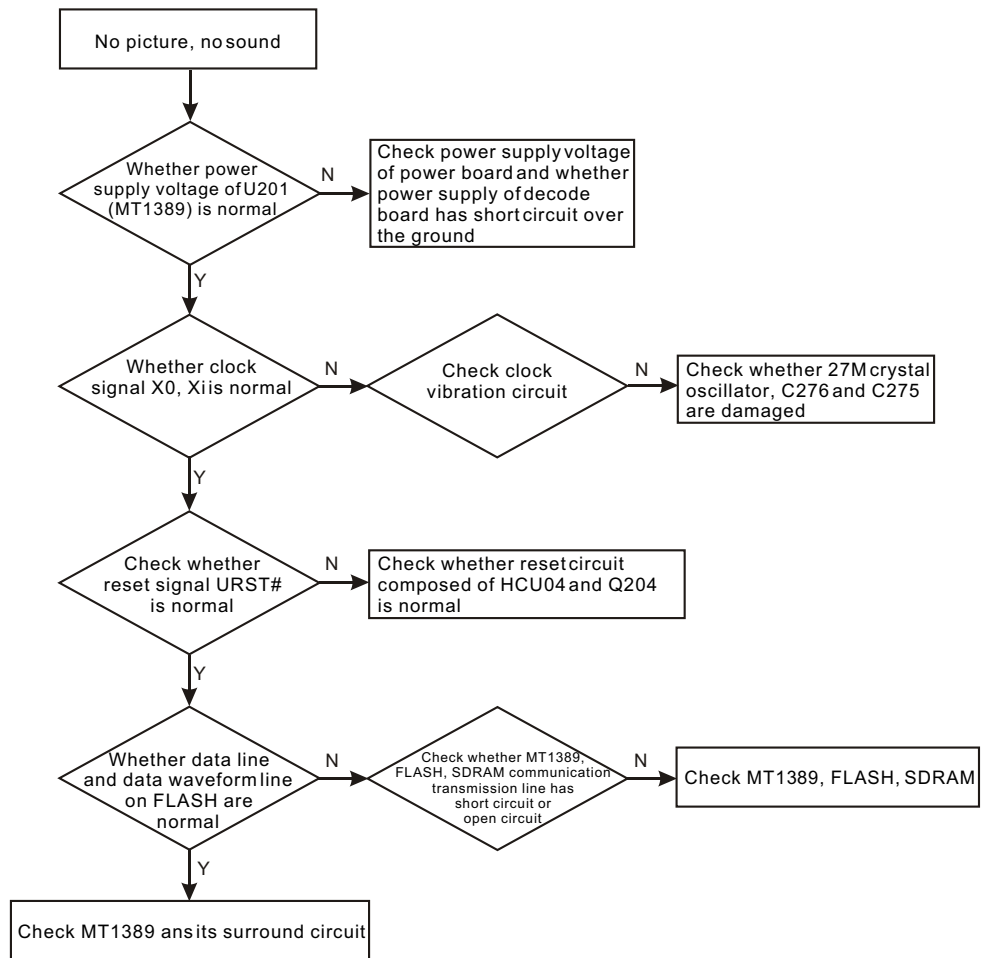 No picture, no sound
Whether power
supply voltage of U201
(MT1389) is normal
N
Check power supply voltage
of power board and whether
power supply of decode
board has short circuit over
the ground
Y
Whether clock
signal X0, Xi is normal
N
Check clock
vibration circuit
N
Check whether 27M crystal
oscillator, C276 and C275
are damaged
Y
Check whether
reset signal URST#
is normal
N
Check whether reset circuit
composed of HCU04 and Q204
is normal
Y
Whether data line
and data waveform line
on FLASH are
normal
N
Check whether MT1389,
FLASH, SDRAM communication
transmission line has
short circuit or
open circuit
N
Check MT1389, FLASH, SDRAM
Y
Check MT1389 ans its surround circuit